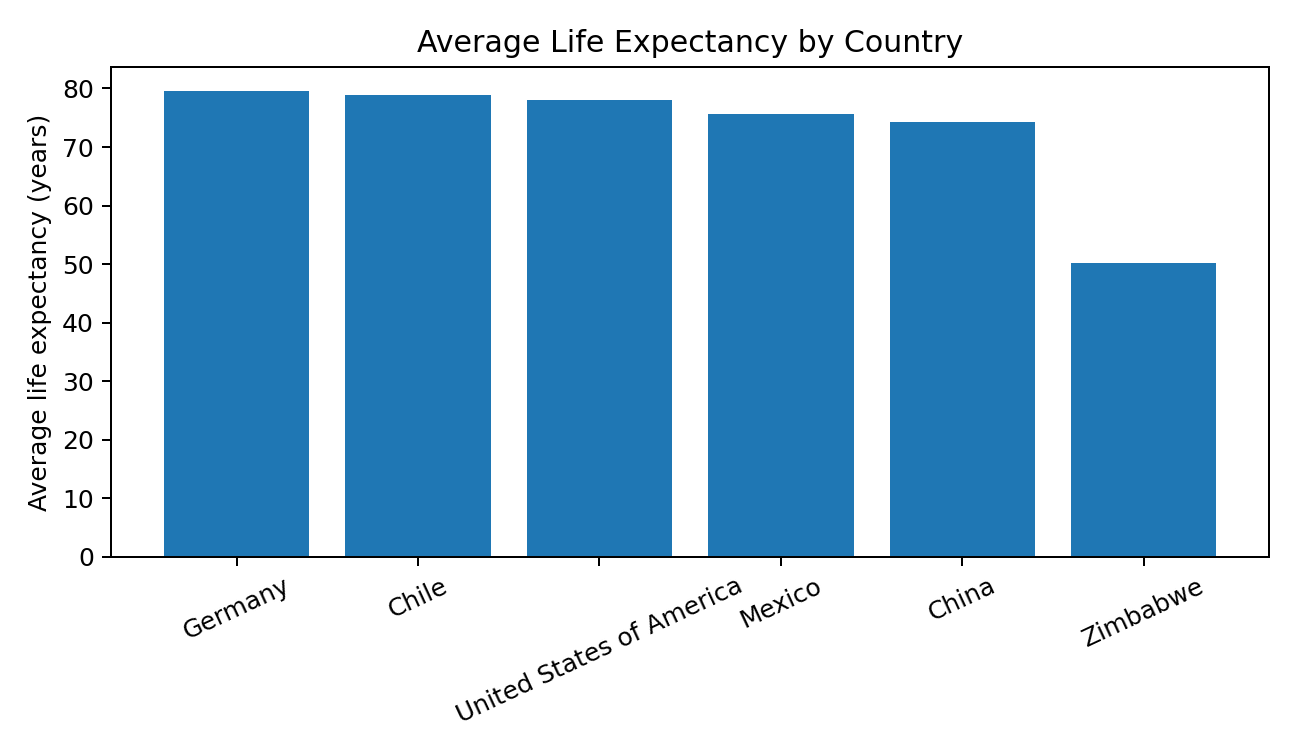 Average Life Expectancy by Country
Average life expectancy (years)
80
70
60
50
40
30
20
10
0
Germany
Chile
United States of America
Mexico
China
Zimbabwe